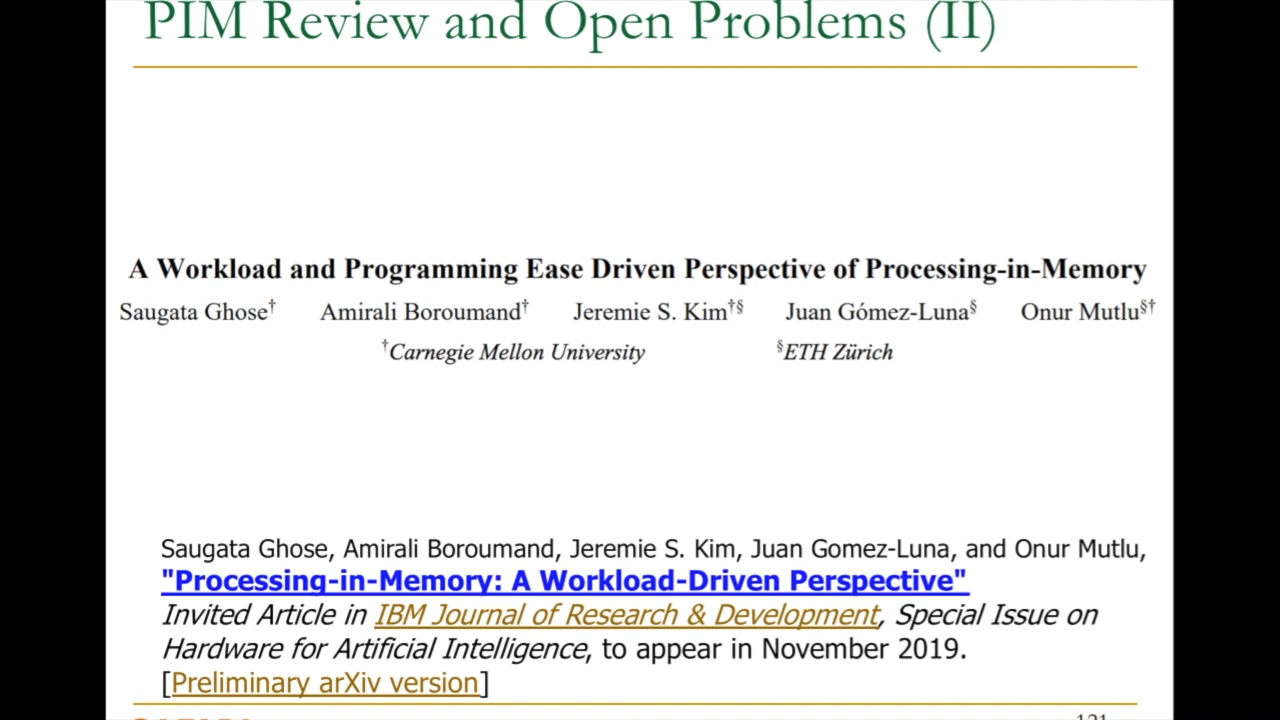 PIM Review and Open Problems (II)
A Workload and Programming Ease Driven Perspective of Processing-in-Memory
Saugata Ghose† Amirali Boroumand† Jeremie S. Kim†§ Juan Gómez-Luna§ Onur Mutlu§†
†Carnegie Mellon University §ETH Zürich
Saugata Ghose, Amirali Boroumand, Jeremie S. Kim, Juan Gomez-Luna, and Onur Mutlu,
"Processing-in-Memory: A Workload-Driven Perspective"
Invited Article in IBM Journal of Research & Development, Special Issue on
Hardware for Artificial Intelligence, to appear in November 2019.
[Preliminary arXiv version]